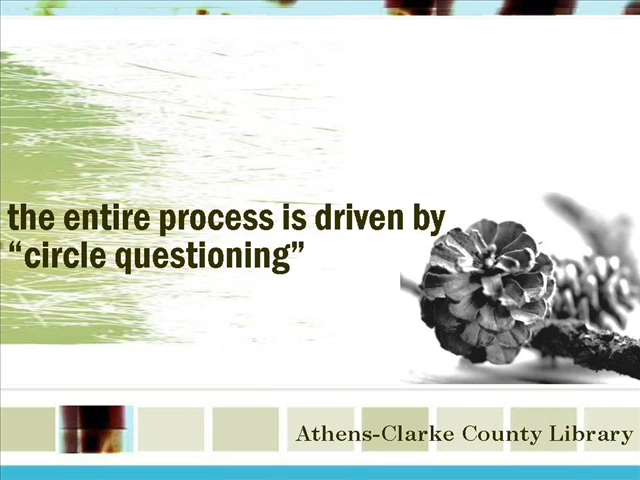 the entire process is driven by
“circle questioning”
Athens-Clarke County Library